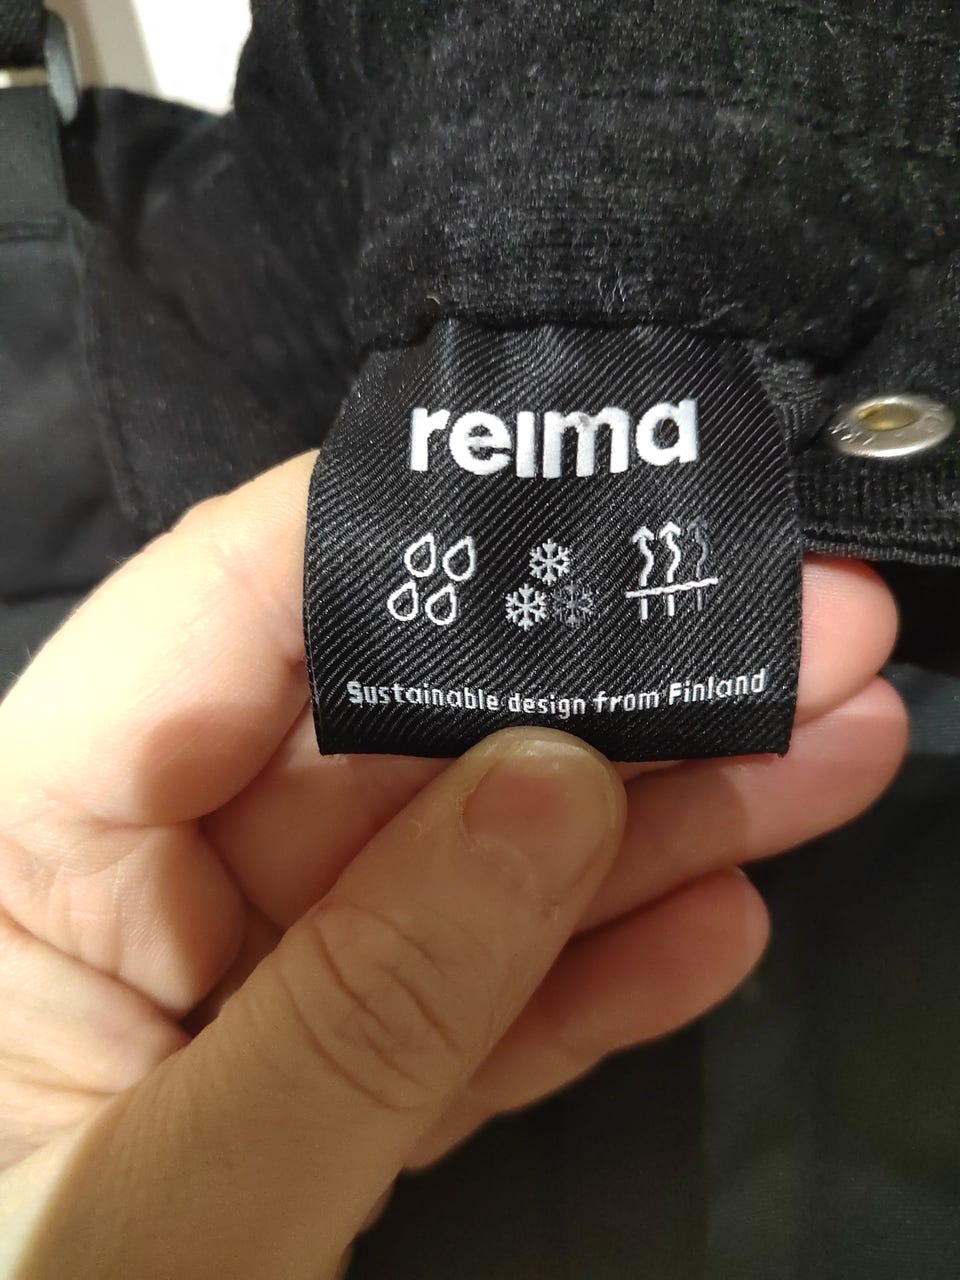 reima
Sustainable design from Finland